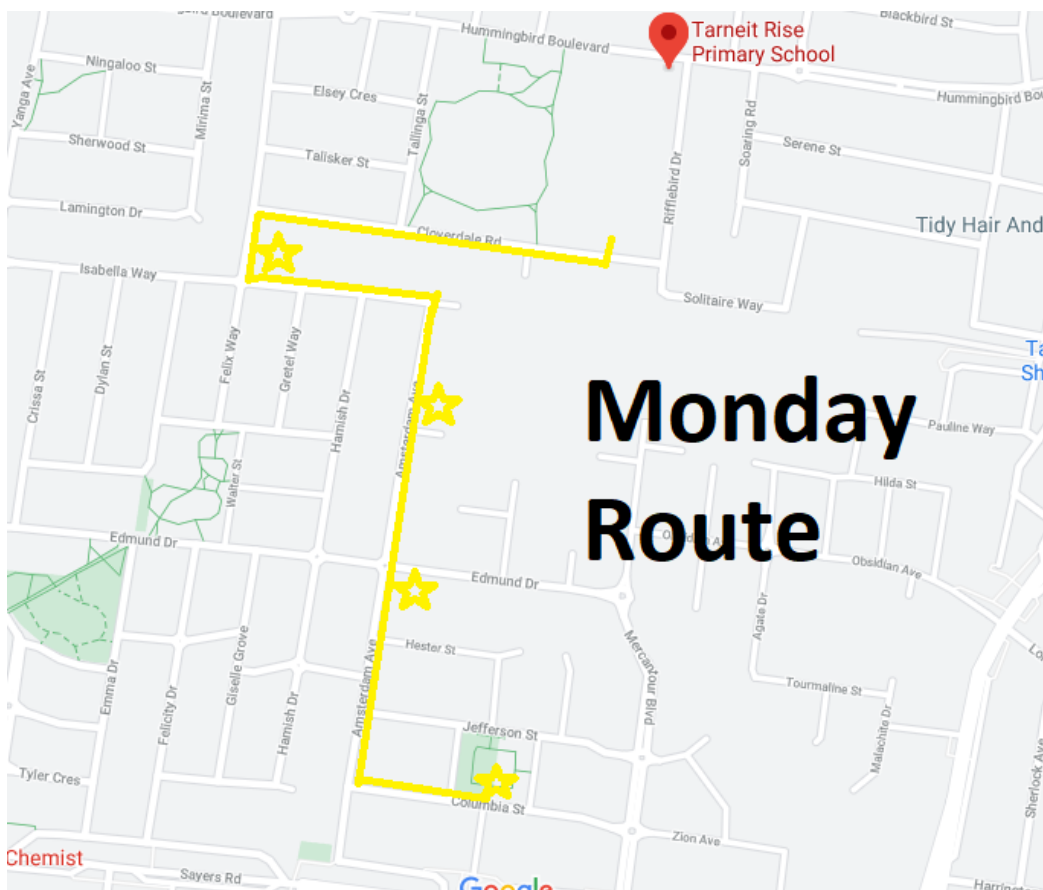 Hummingbird Boulevard
Blackbird St
Tarneit Rise
Primary School
Ningaloo St
Yanga Ave
Mirima St
Elsey Cres
Tallinga St
Hummingbird
Sherwood St
Talisker St
Soaring Rd
Serene St
Rifflebird Dr
Lamington Dr
Cloverdale Rd
Tidy Hair And
Isabella Way
Solitaire Way
Felix Way
Gretel Way
Crissa St
Dylan St
Hamish Dr
Amsterdam Ave
Monday
Route
Pauline Way
Walter St
Hilda St
Edmund Dr
Edmund Dr
Obsidian Ave
Agate Dr
Hester St
Mercantour Blvd
Giselle Grove
Amsterdam Ave
Emma Dr
Felicity Dr
Hamish Dr
Tourmaline St
Malachite Dr
Jefferson St
Tyler Cres
Columbia St
Sherlock Ave
Zion Ave
Chemist
Sayers Rd
Google